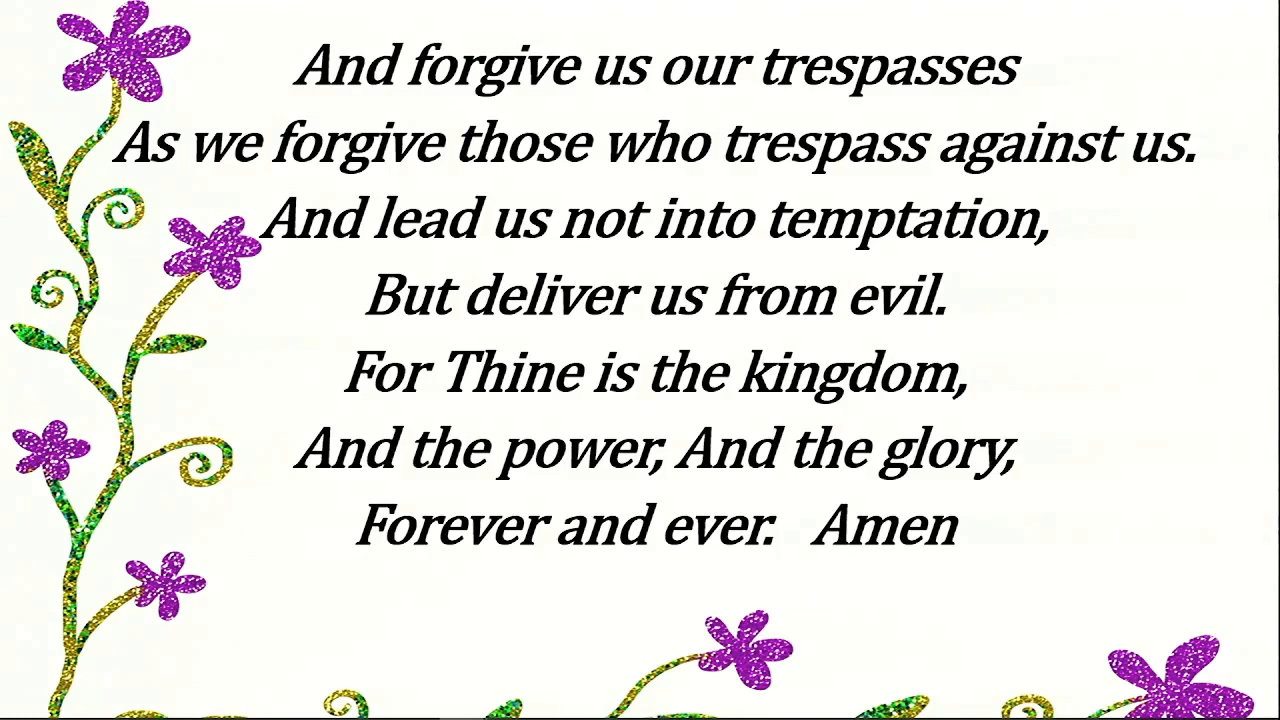 And forgive us our trespasses
As we forgive those who trespass against us.
And lead us not into temptation,
But deliver us from evil.
For Thine is the kingdom,
And the power, And the glory,
Forever and ever.   Amen